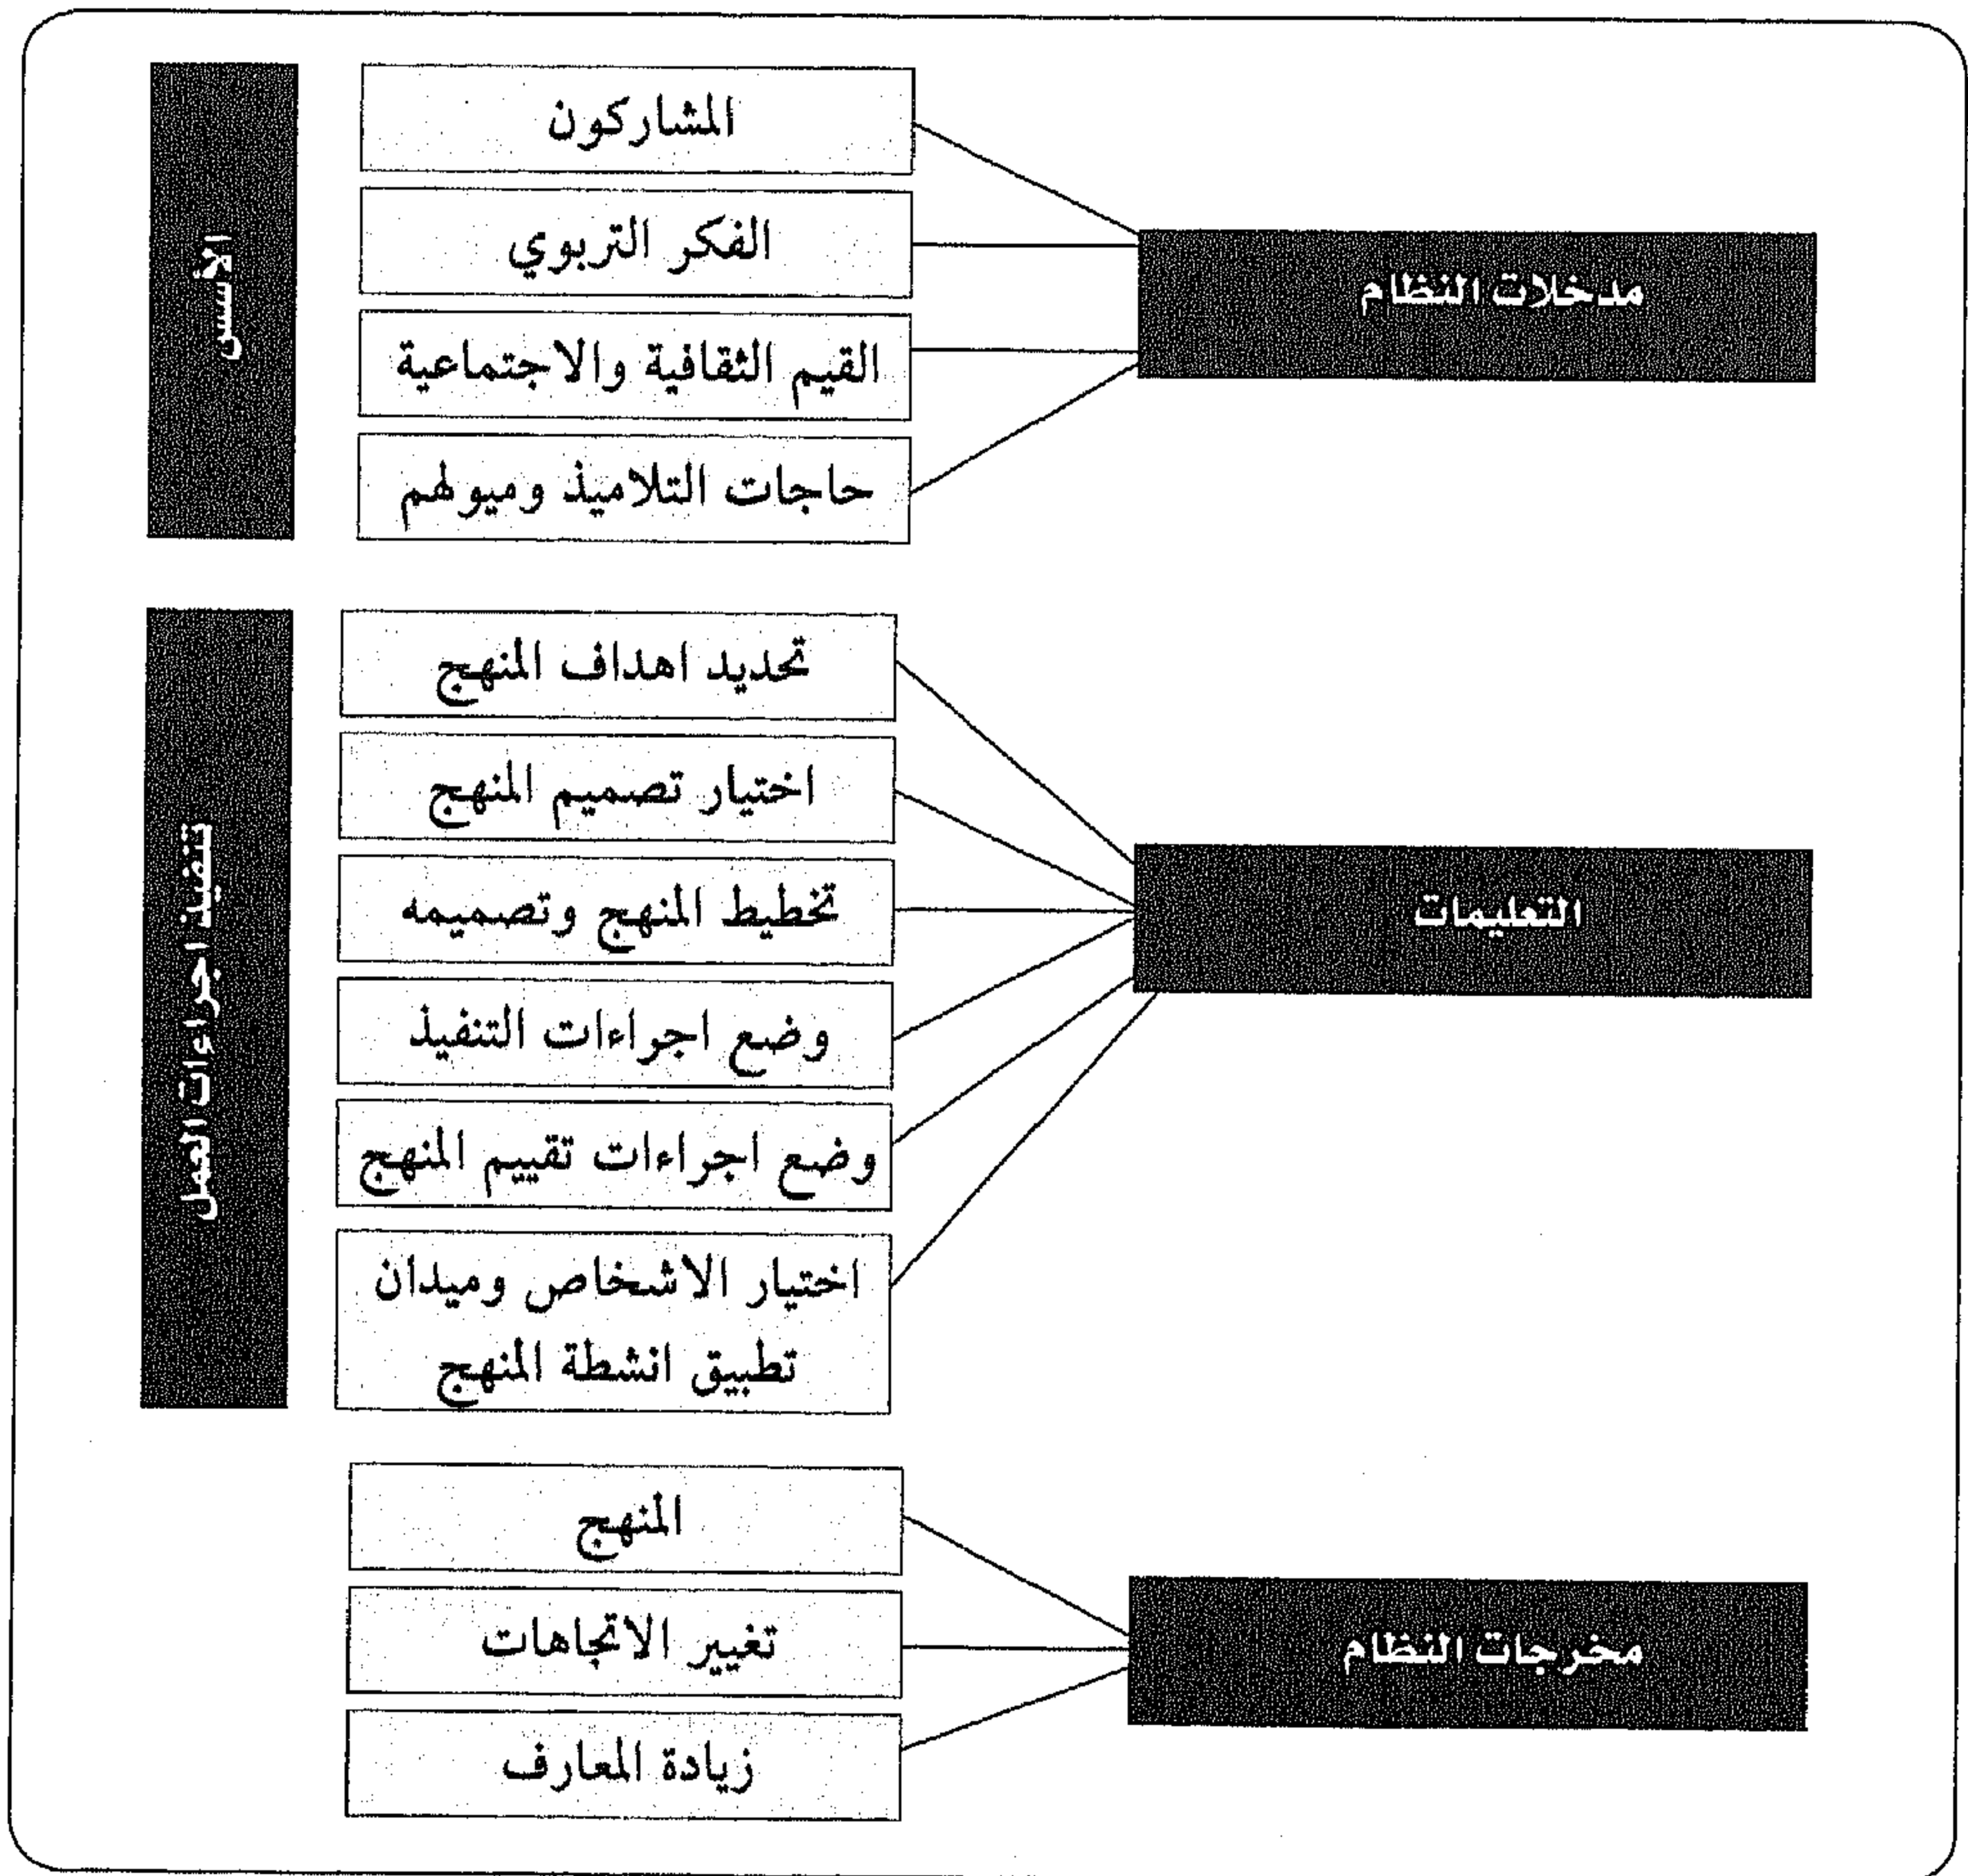 مدخلات النظام
المشاركون
الفكر التربوي
القيم الثقافية والاجتماعية
حاجات التلاميذ وميولهم
الأسس
التعليمات
تحديد اهداف المنهج
اختيار تصميم المنهج
تخطيط المنهج وتصميمه
وضع اجراءات التنفيذ
وضع اجراءات تقييم المنهج
اختيار الاشخاص وميدان
تطبيق انشطة المنهج
اجراءات العمل
مخرجات النظام
المنهج
تغيير الاتجاهات
زيادة المعارف